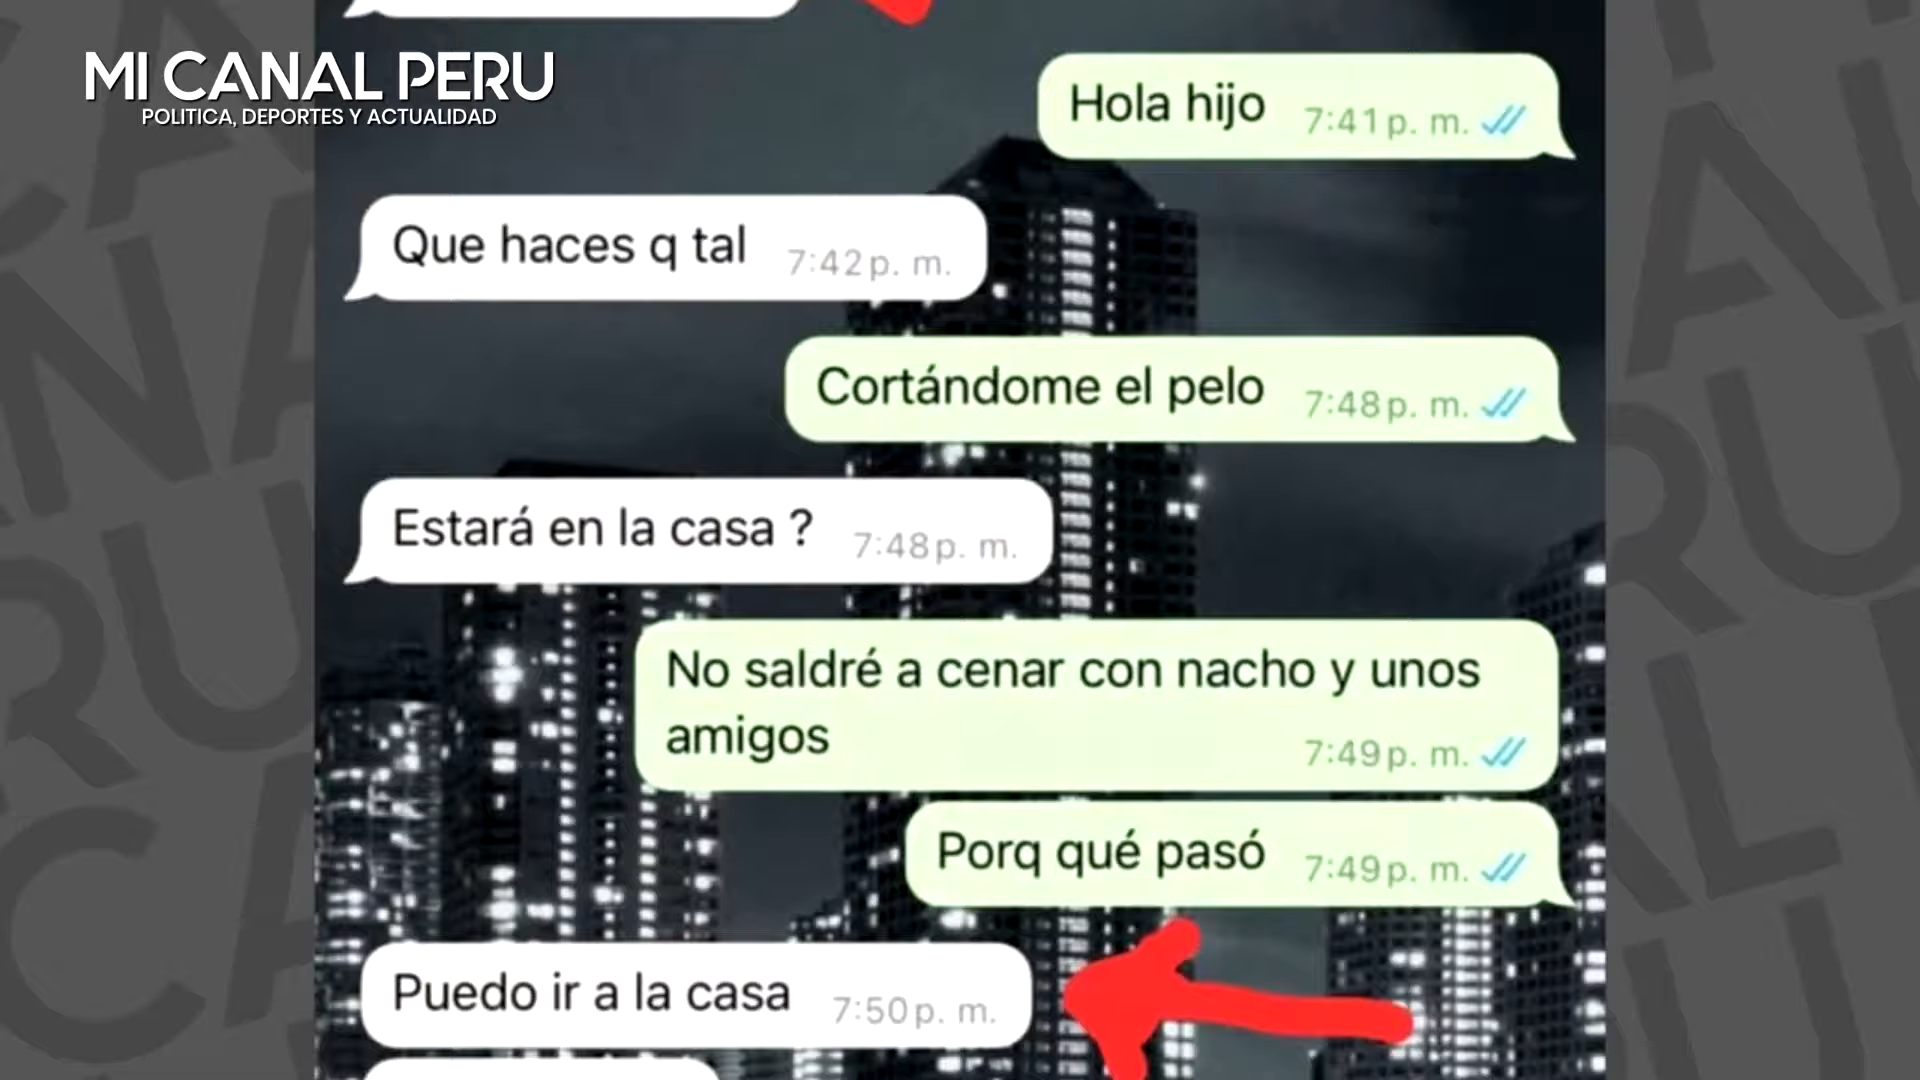 MI CANAL PERU
POLITICA, DEPORTES Y ACTUALIDAD
Hola hijo 7:41 p. m.
Que haces q tal 7:42 p. m.
Cortándome el pelo 7:48 p. m.
Estará en la casa ? 7:48 p. m.
No saldré a cenar con nacho y unos
amigos 7:49 p. m.
Porq qué pasó 7:49 p. m.
Puedo ir a la casa 7:50 p. m.